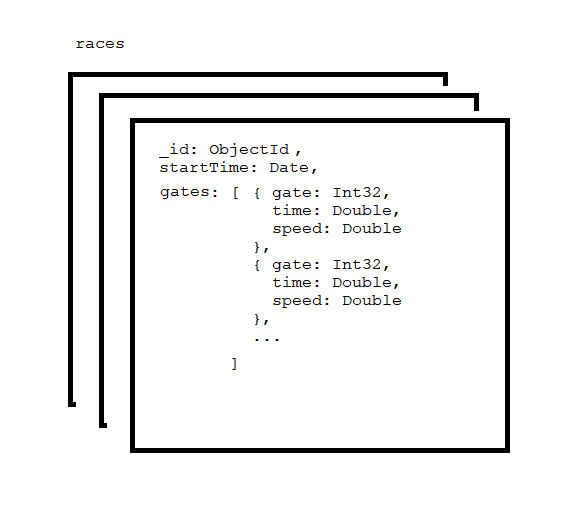 races
_id: ObjectId ,
startTime: Date,
gates: [ { gate: Int32,
time: Double,
speed: Double
},
{ gate: Int32,
time: Double,
speed: Double
},
...
]